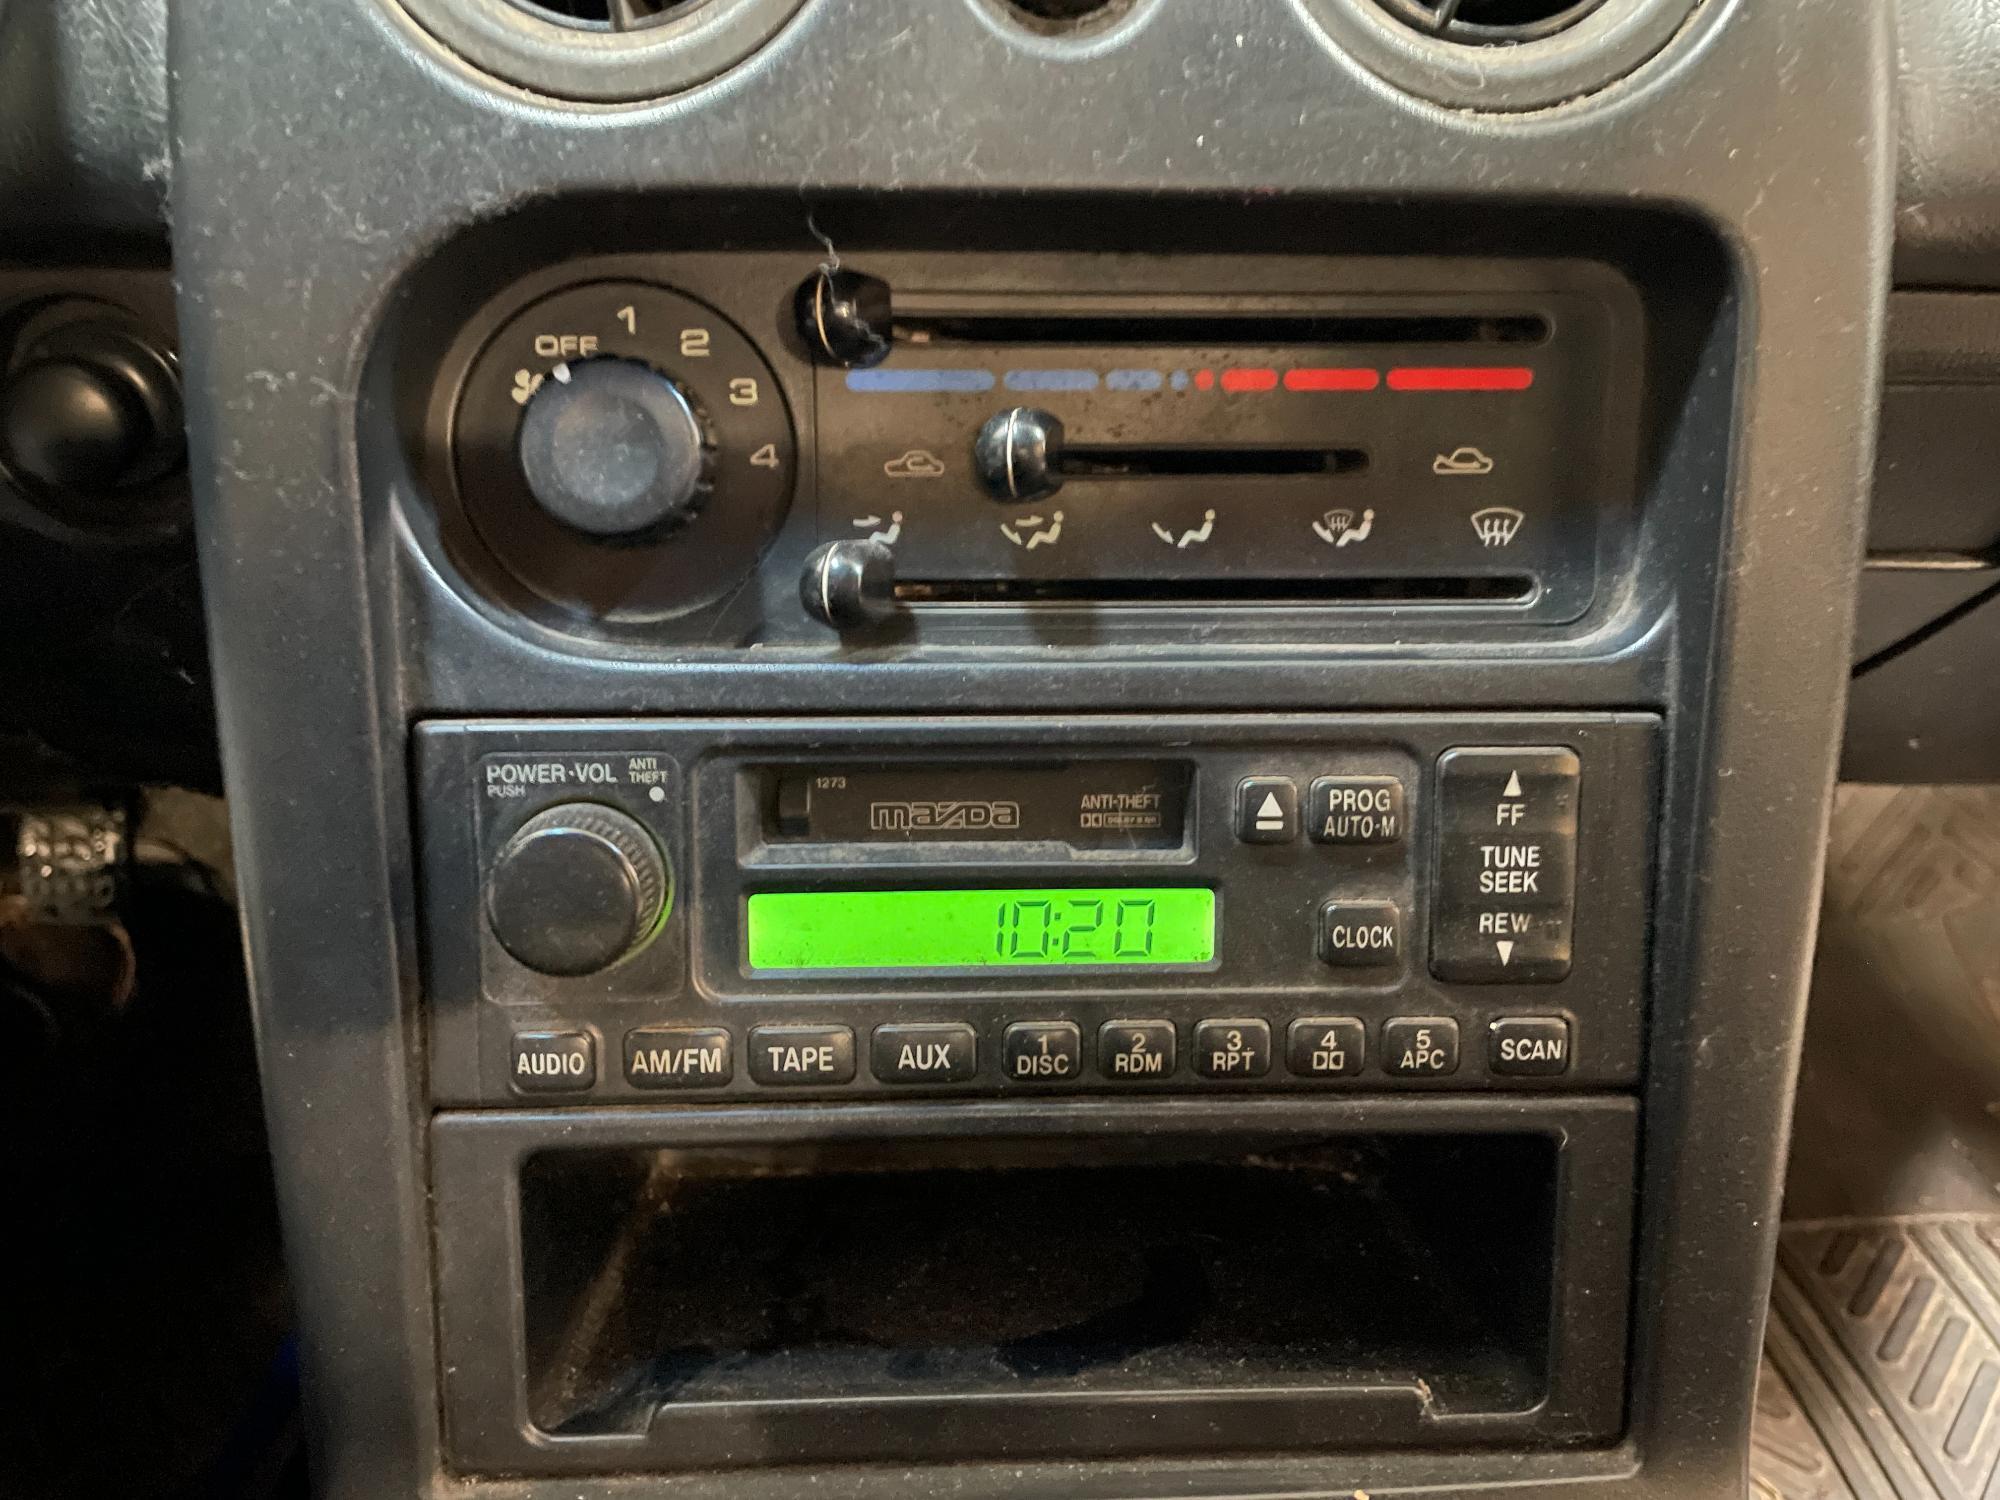 OFF
1
2
3
4
POWER·VOL
PUSH
ANTI
THEFT
1273
mazda
ANTI-THEFT
PROG
AUTO-M
FF
TUNE
SEEK
REW
10:20
CLOCK
AUDIO
AM/FM
TAPE
AUX
1
DISC
2
RDM
3
RPT
4
5
APC
SCAN